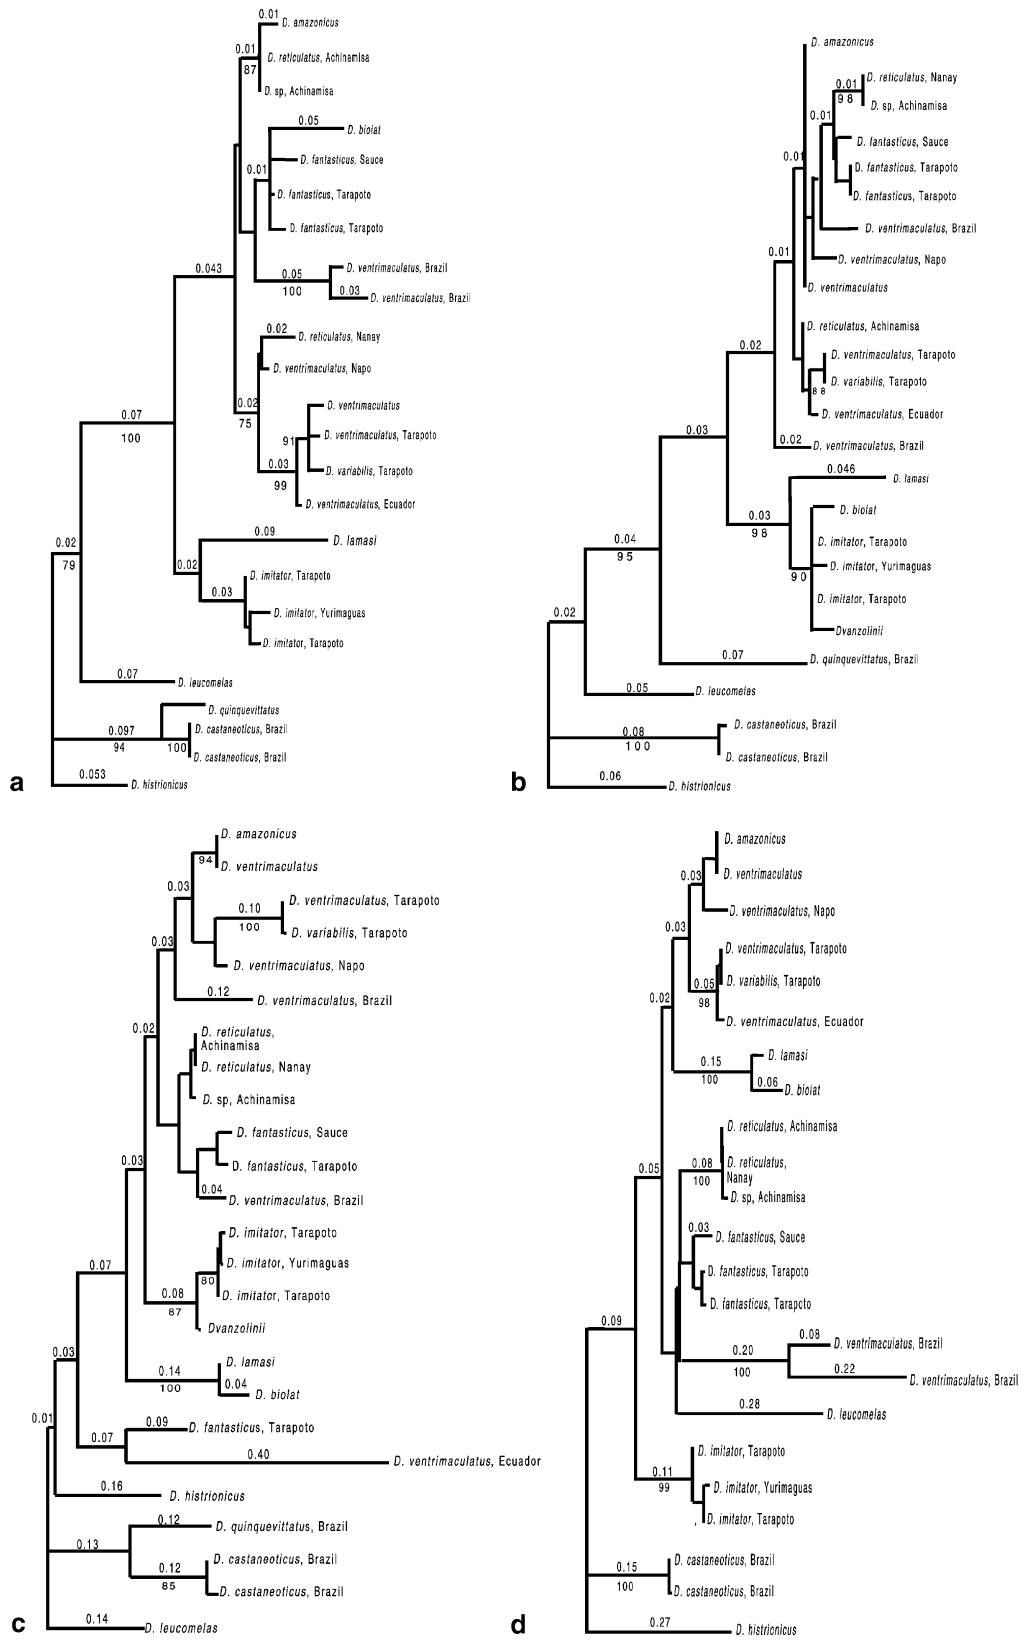 0.01
D. amazonicus
0.01
D. reticulatus, Achinamisa
87
D. sp, Achinamisa
0.05
D. biolat
D. fantasticus, Sauce
0.01
D. fantasticus, Tarapoto
D. fantasticus, Tarapoto
0.043
D. ventrimaculatus, Brazil
0.05
100
0.03
D. ventrimaculatus, Brazil
0.02
D. reticulatus, Nanay
D. ventrimaculatus, Napo
0.02
75
D. ventrimaculatus
91
D. ventrimaculatus, Tarapoto
0.03
99
D. variabilis, Tarapoto
D. ventrimaculatus, Ecuador
0.07
100
0.09
D. lamasi
0.02
79
0.02
D. imitator, Tarapoto
0.03
D. imitator, Yurimaguas
D. imitator, Tarapoto
0.07
D. leucomelas
D. quinquevittatus
0.097
94
100
D. castaneoticus, Brazil
D. castaneoticus, Brazil
0.053
D. histrionicus
a
D. amazonicus
D. reticulatus, Nanay
0.01
98
D. sp, Achinamisa
0.01
D. fantasticus, Sauce
0.01
D. fantasticus, Tarapoto
D. fantasticus, Tarapoto
D. ventrimaculatus, Brazil
0.01
D. ventrimaculatus, Napo
D. ventrimaculatus
D. reticulatus, Achinamisa
0.02
D. ventrimaculatus, Tarapoto
88
D. variabilis, Tarapoto
D. ventrimaculatus, Ecuador
0.03
0.02
D. ventrimaculatus, Brazil
0.046
D. lamasi
0.03
98
D. biolat
D. imitator, Tarapoto
0.04
95
90
D. imitator, Yurimaguas
D. imitator, Tarapoto
Dvanzolinii
0.02
0.07
D. quinquevittatus, Brazil
0.05
D. leucomelas
0.08
100
D. castaneoticus, Brazil
D. castaneoticus, Brazil
0.06
D. histrionicus
b
D. amazonicus
94
D. ventrimaculatus
0.03
0.10
100
D. ventrimaculatus, Tarapoto
D. variabilis, Tarapoto
0.03
D. ventrimaculatus, Napo
0.12
D. ventrimaculatus, Brazil
0.02
D. reticulatus,
Achinamisa
D. reticulatus, Nanay
D. sp, Achinamisa
D. fantasticus, Sauce
0.03
D. fantasticus, Tarapoto
0.04
D. ventrimaculatus, Brazil
D. imitator, Tarapoto
0.07
80
D. imitator, Yurimaguas
0.08
87
D. imitator, Tarapoto
Dvanzolinii
0.03
0.14
100
D. lamasi
0.04
D. biolat
0.01
0.09
D. fantasticus, Tarapoto
0.07
0.40
D. ventrimaculatus, Ecuador
0.16
D. histrionicus
0.12
D. quinquevittatus, Brazil
0.13
0.12
85
D. castaneoticus, Brazil
D. castaneoticus, Brazil
0.14
D. leucomelas
c
D. amazonicus
0.03
D. ventrimaculatus
D. ventrimaculatus, Napo
0.03
D. ventrimaculatus, Tarapoto
0.05
98
D. variabilis, Tarapoto
0.02
D. ventrimaculatus, Ecuador
0.15
100
D. lamasi
0.06
D. biolat
D. reticulatus, Achinamisa
0.05
0.08
100
D. reticulatus,
Nanay
D. sp, Achinamisa
0.03
D. fantasticus, Sauce
D. fantasticus, Tarapoto
D. fantasticus, Tarapoto
0.09
0.08
D. ventrimaculatus, Brazil
0.20
100
0.22
D. ventrimaculatus, Brazil
0.28
D. leucomelas
D. imitator, Tarapoto
0.11
99
D. imitator, Yurimaguas
D. imitator, Tarapoto
0.15
100
D. castaneoticus, Brazil
D. castaneoticus, Brazil
0.27
D. histrionicus
d